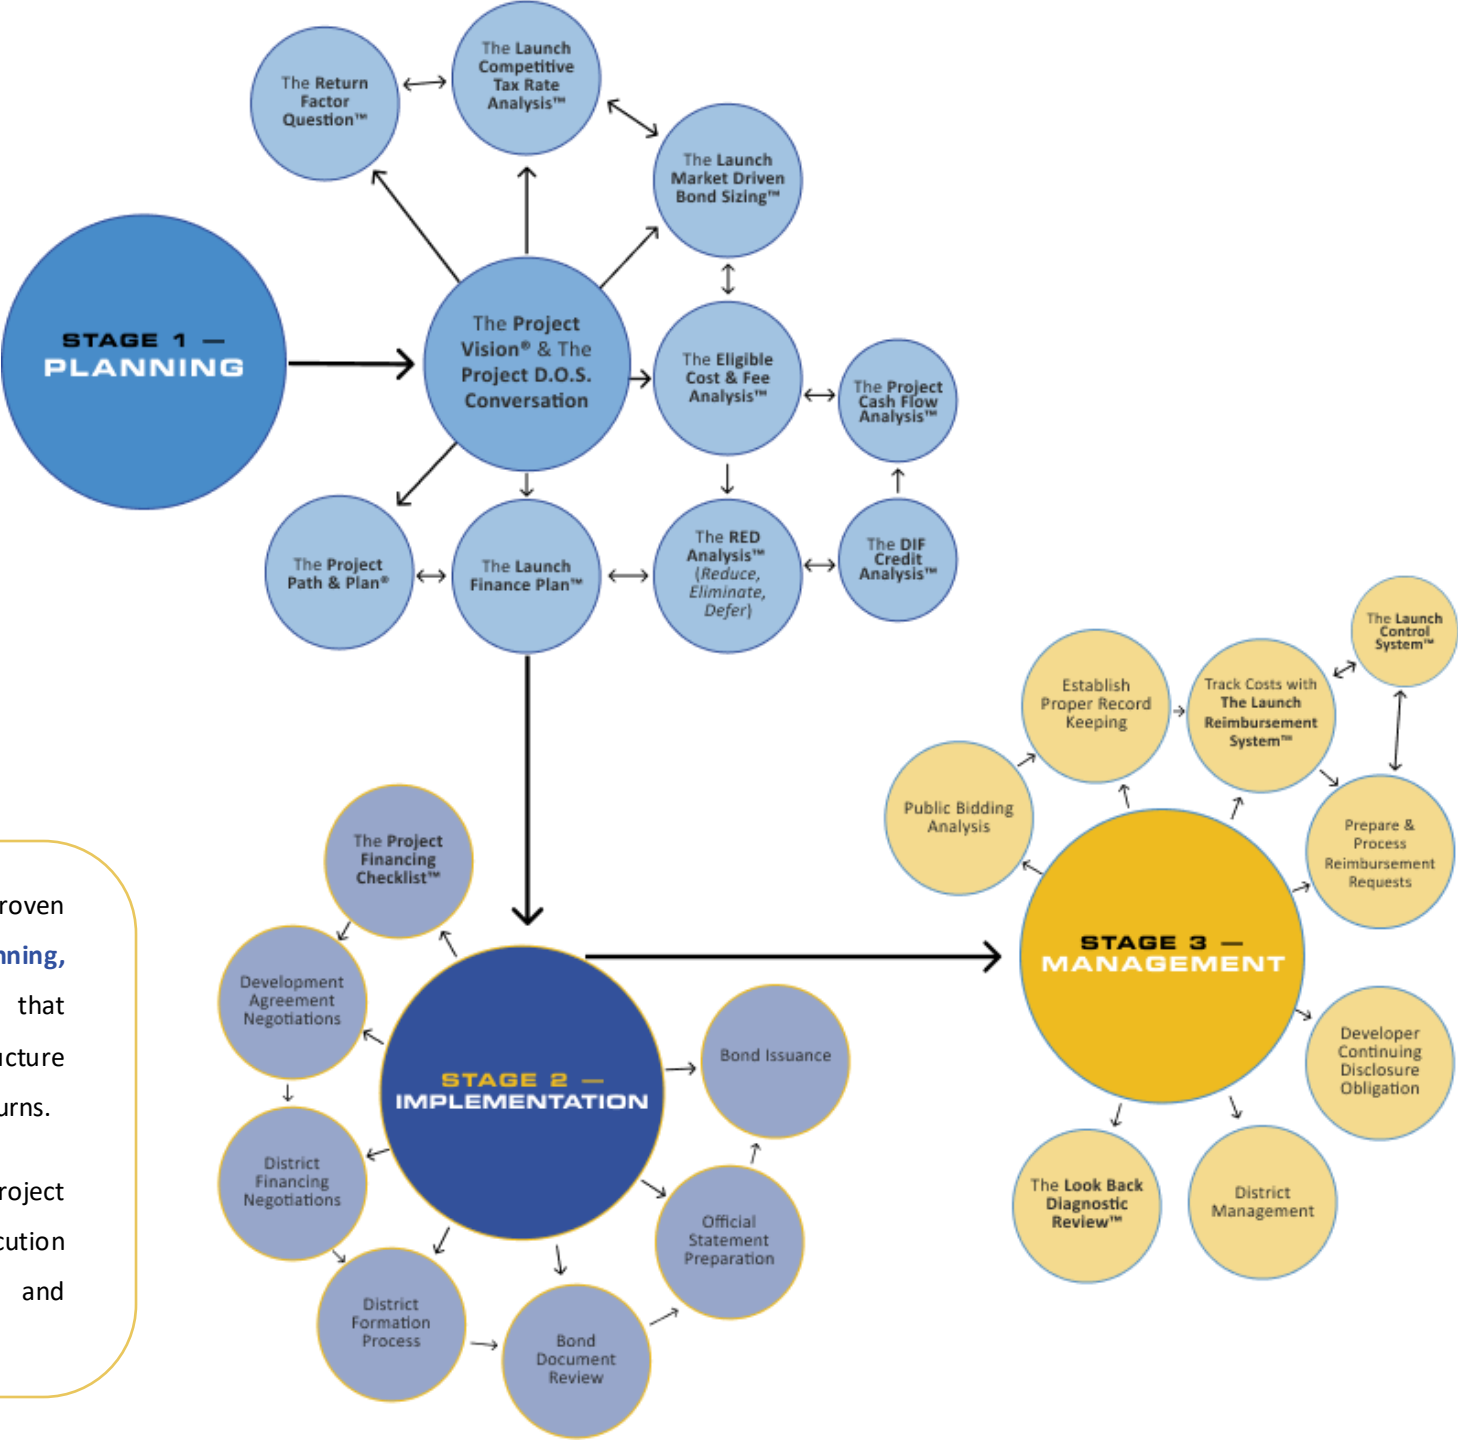 The Return
Factor
Question™
The Launch
Competitive
Tax Rate
Analysis™
The Launch
Market Driven
Bond Sizing™
STAGE 1 —
PLANNING
The Project
Vision® & The
Project D.O.S.
Conversation
The Eligible
Cost & Fee
Analysis™
The Project
Cash Flow
Analysis™
The Project
Path & Plan®
The Launch
Finance Plan™
The RED
Analysis™
(Reduce,
Eliminate,
Defer)
The DIF
Credit
Analysis™
The Project
Financing
Checklist™
Development
Agreement
Negotiations
District
Financing
Negotiations
District
Formation
Process
Bond
Document
Review
Official
Statement
Preparation
Bond Issuance
STAGE 2 —
IMPLEMENTATION
Public Bidding
Analysis
Establish
Proper Record
Keeping
Track Costs with
The Launch
Reimbursement
System™
The Launch
Control
System™
Prepare &
Process
Reimbursement
Requests
STAGE 3 —
MANAGEMENT
Developer
Continuing
Disclosure
Obligation
District
Management
The Look Back
Diagnostic
Review™
roven
nning,
that
ucture
urns.
roject
cution
and